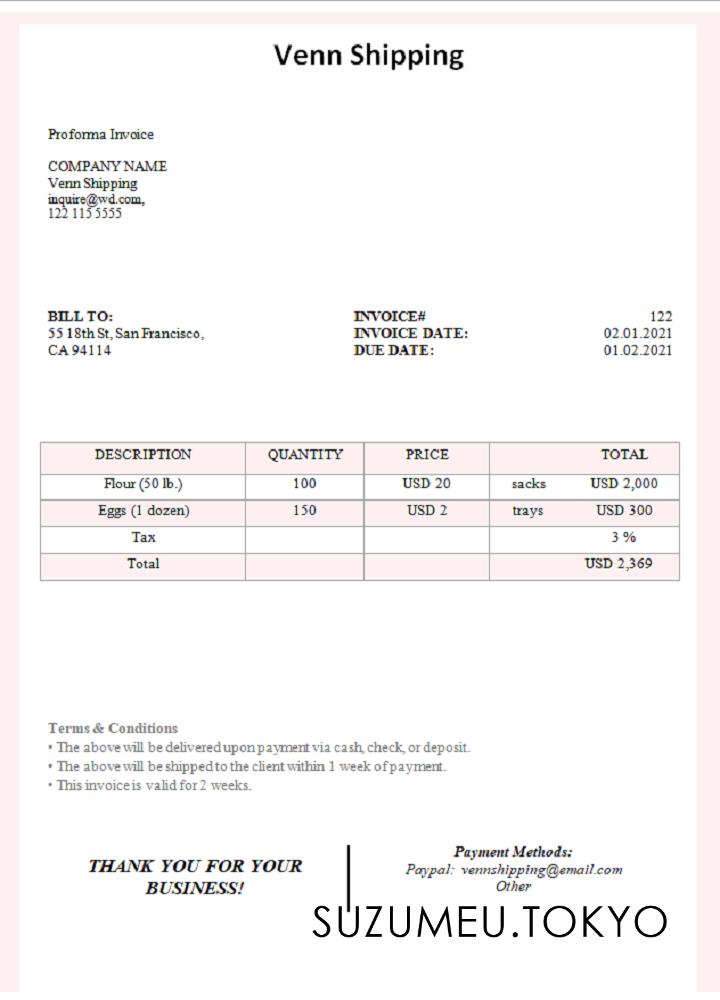 Venn Shipping
Proforma Invoice
COMPANY NAME
Venn Shipping
inquire@wd.com,
122 115 5555
BILL TO:
55 18th St, San Francisco,
CA 94114
INVOICE# 122
INVOICE DATE: 02.01.2021
DUE DATE: 01.02.2021
DESCRIPTION QUANTITY PRICE TOTAL
Flour (50 lb.) 100 USD 20 sacks USD 2,000
Eggs (1 dozen) 150 USD 2 trays USD 300
Tax 3 %
Total USD 2,369
Terms & Conditions
• The above will be delivered upon payment via cash, check, or deposit.
• The above will be shipped to the client within 1 week of payment.
• This invoice is valid for 2 weeks.
THANK YOU FOR YOUR
BUSINESS!
Payment Methods:
Paypal: vennshipping@email.com
Other
SUZUMEU.TOKYO